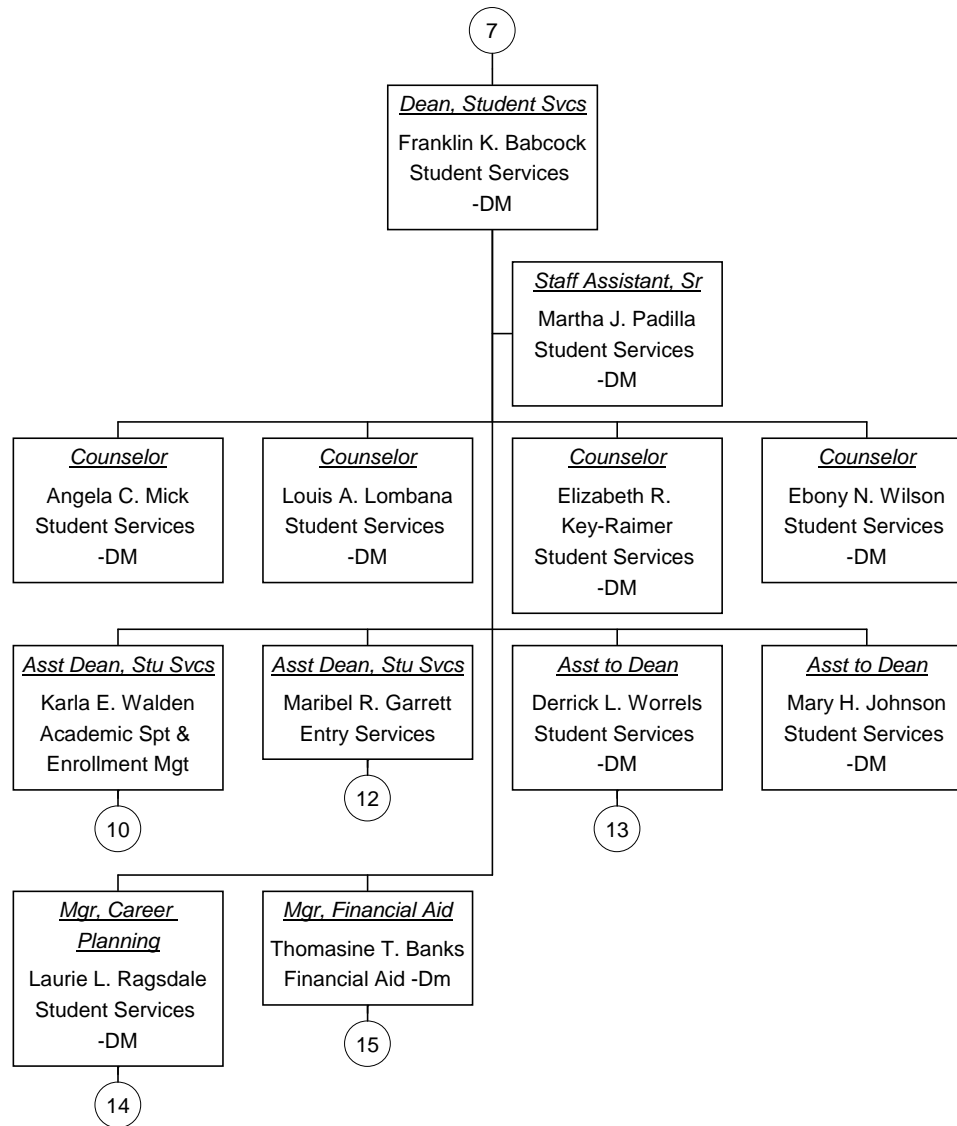 7
Dean, Student Svcs
Franklin K. Babcock
Student Services
-DM
Staff Assistant, Sr
Martha J. Padilla
Student Services
-DM
Counselor
Angela C. Mick
Student Services
-DM
Counselor
Louis A. Lombana
Student Services
-DM
Counselor
Elizabeth R.
Key-Raimer
Student Services
-DM
Counselor
Ebony N. Wilson
Student Services
-DM
Asst Dean, Stu Svcs
Karla E. Walden
Academic Spt &
Enrollment Mgt
10
Asst Dean, Stu Svcs
Maribel R. Garrett
Entry Services
12
Asst to Dean
Derrick L. Worrels
Student Services
-DM
13
Asst to Dean
Mary H. Johnson
Student Services
-DM
Mgr, Career
Planning
Laurie L. Ragsdale
Student Services
-DM
14
Mgr, Financial Aid
Thomasine T. Banks
Financial Aid -Dm
15